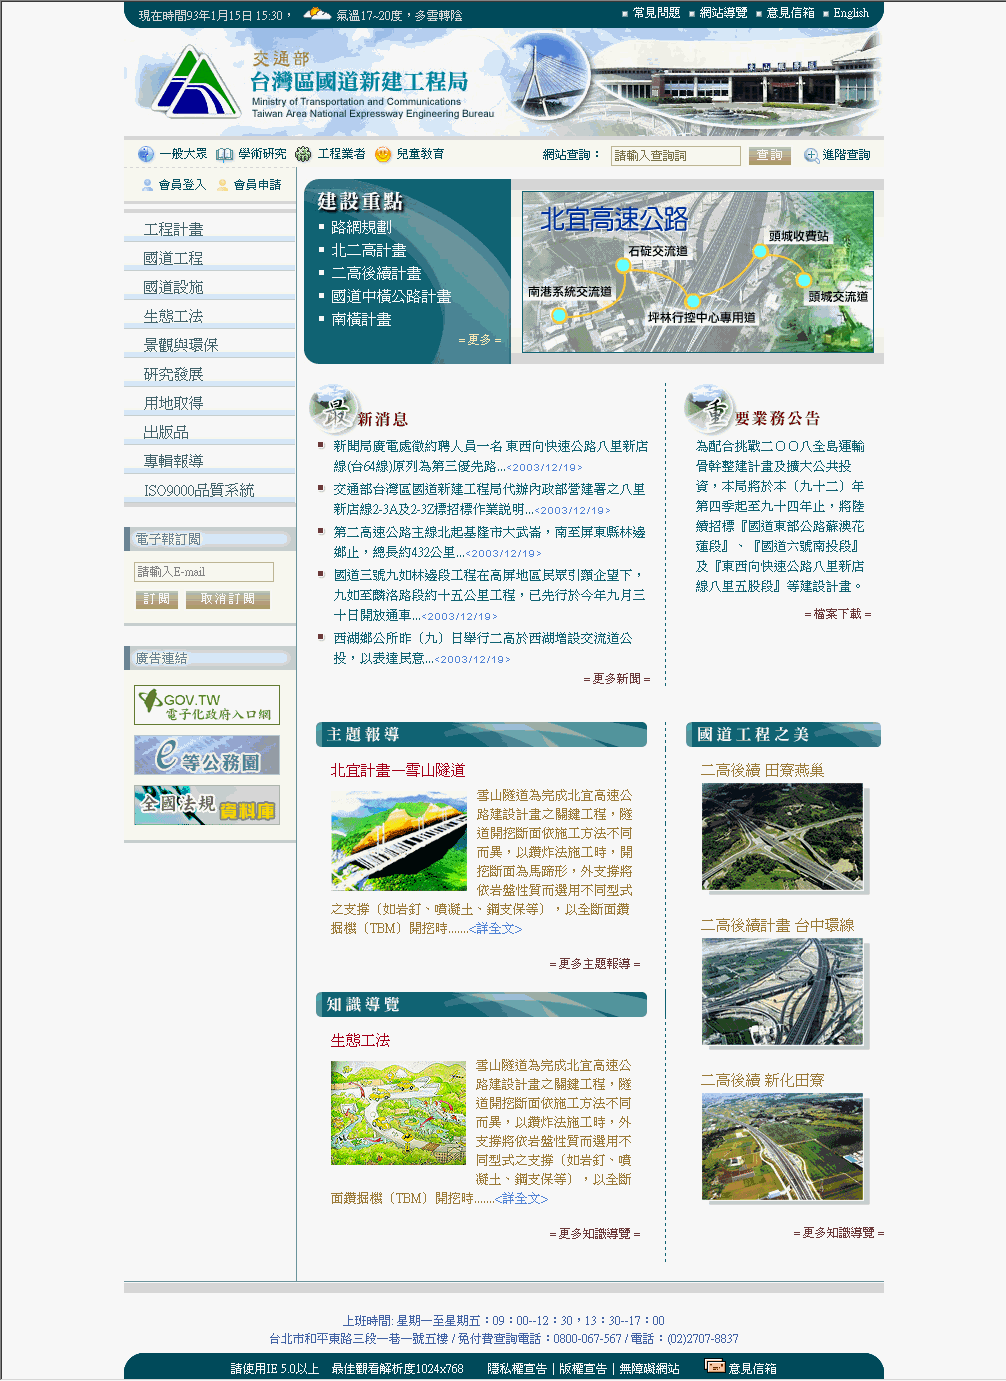 現在時間93年1月15日 15:30， 氣溫17~20度，多雲轉陰
常見問題 網站導覽 意見信箱 English
交通部
台灣區國道新建工程局
Ministry of Transportation and Communications
Taiwan Area National Expressway Engineering Bureau
一般大眾 學術研究 工程業者 兒童教育 網站查詢： 請輸入查詢詞 查詢 進階查詢
會員登入 會員申請
工程計畫
國道工程
國道設施
生態工法
景觀與環保
研究發展
用地取得
出版品
專輯報導
ISO9000品質系統
電子報訂閱
請輸入E-mail
訂閱 取消訂閱
廣告連結
GOV.TW
電子化政府入口網
e等公務園
全國法規
資料庫
建設重點
路網規劃
北二高計畫
二高後續計畫
國道中橫公路計畫
南橫計畫
= 更多 =
北宜高速公路
頭城收費站
石碇交流道
南港系統交流道
頭城交流道
坪林行控中心專用道
最新消息
新聞局廣電處徵約聘人員一名 東西向快速公路八里新店
線(台64線)原列為第三優先路...<2003/12/19>
交通部台灣區國道新建工程局代辦內政部營建署之八里
新店線2-3A及2-3Z標招標作業說明...<2003/12/19>
第二高速公路主線北起基隆市大武崙，南至屏東縣林邊
鄉止，總長約432公里...<2003/12/19>
國道三號九如林邊段工程在高屏地區民眾引頸企望下，
九如至麟洛路段約十五公里工程，已先行於今年九月三
十日開放通車...<2003/12/19>
西湖鄉公所昨〔九〕日舉行二高於西湖增設交流道公
投，以表達民意...<2003/12/19>
= 更多新聞 =
重要業務公告
為配合挑戰二ＯＯ八全島運輸
骨幹整建計畫及擴大公共投
資，本局將於本〔九十二〕年
第四季起至九十四年止，將陸
續招標『國道東部公路蘇澳花
蓮段』、『國道六號南投段』
及『東西向快速公路八里新店
線八里五股段』等建設計畫。
= 檔案下載 =
主題報導
北宜計畫—雪山隧道
雪山隧道為完成北宜高速公
路建設計畫之關鍵工程，隧
道開挖斷面依施工方法不同
而異，以鑽炸法施工時，開
挖斷面為馬蹄形，外支撐將
依岩盤性質而選用不同型式
之支撐〔如岩釘、噴凝土、鋼支保等〕，以全斷面鑽
掘機〔TBM〕開挖時.......<詳全文>
= 更多主題報導 =
知識導覽
生態工法
雪山隧道為完成北宜高速公
路建設計畫之關鍵工程，隧
道開挖斷面依施工方法不同
而異，以鑽炸法施工時，外
支撐將依岩盤性質而選用不
同型式之支撐〔如岩釘、噴
凝土、鋼支保等〕，以全斷
面鑽掘機〔TBM〕開挖時.......<詳全文>
= 更多知識導覽 =
國道工程之美
二高後續 田寮燕巢
二高後續計畫 台中環線
二高後續 新化田寮
= 更多知識導覽 =
上班時間: 星期一至星期五：09：00--12：30，13：30--17：00
台北市和平東路三段一巷一號五樓 / 免付費查詢電話：0800-067-567 / 電話：(02)2707-8837
請使用IE 5.0以上 最佳觀看解析度1024x768 隱私權宣告 | 版權宣告 | 無障礙網站 意見信箱